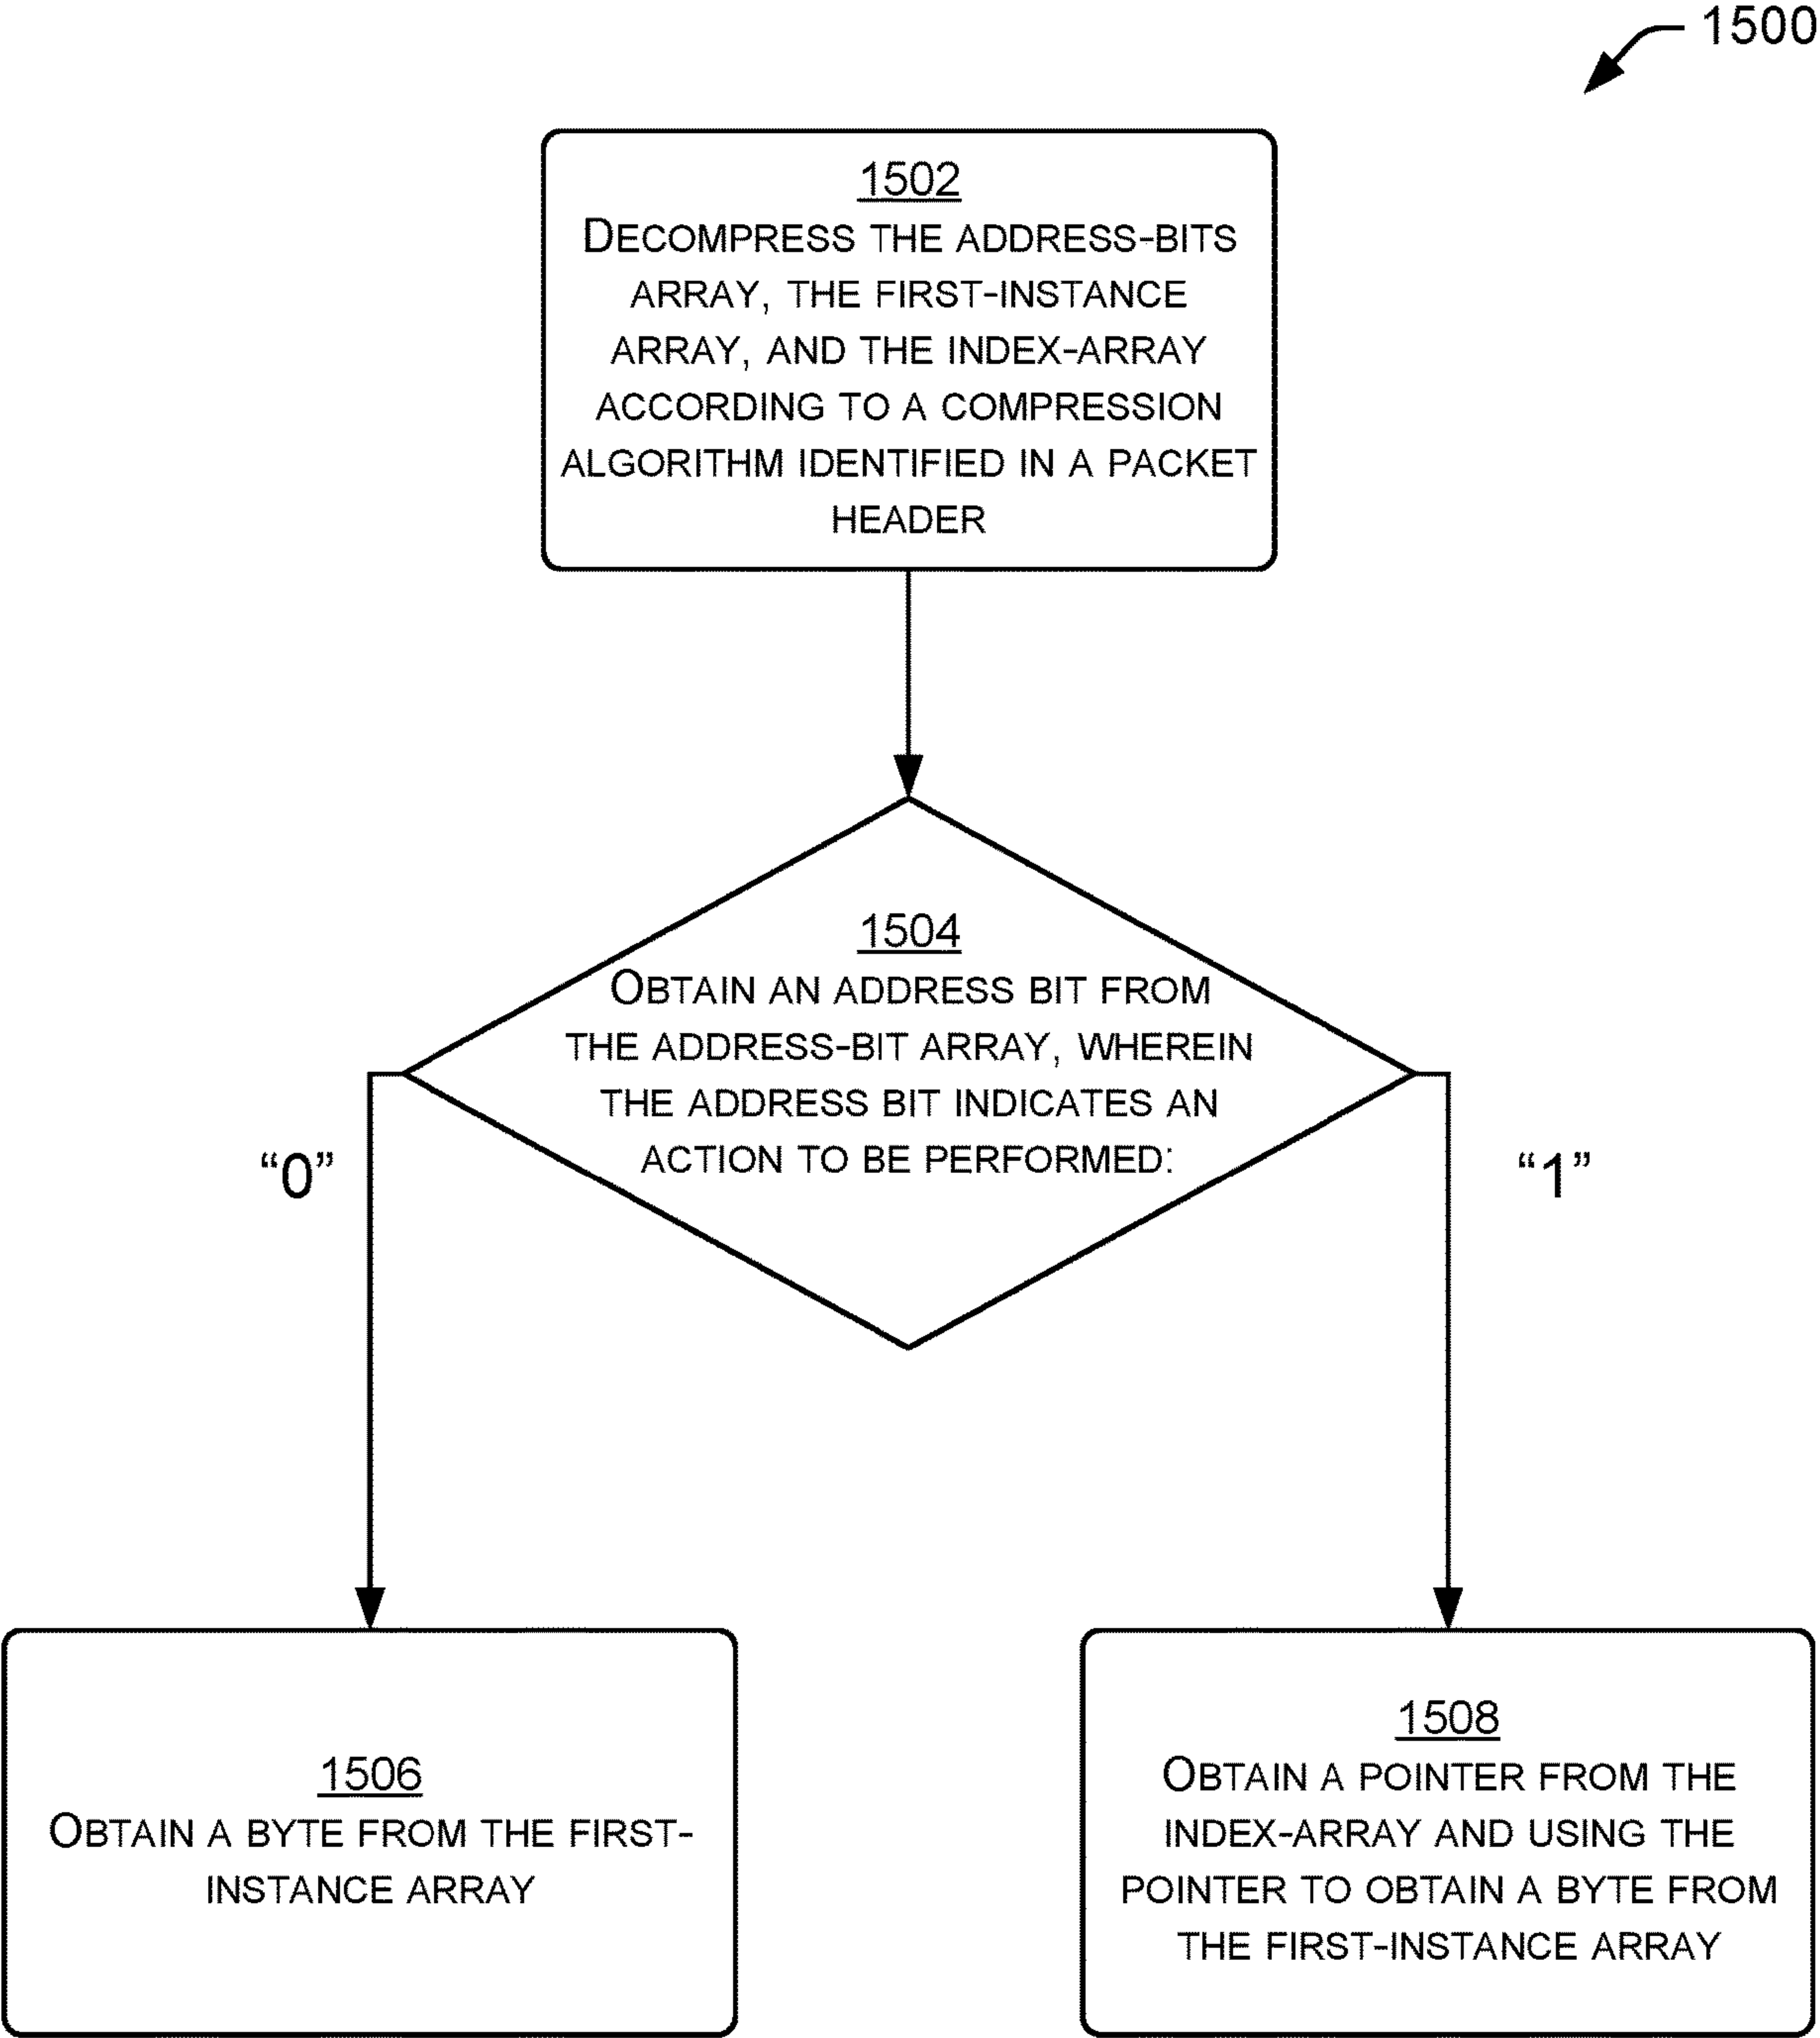 1500
1502
DECOMPRESS THE ADDRESS-BITS
ARRAY, THE FIRST-INSTANCE
ARRAY, AND THE INDEX-ARRAY
ACCORDING TO A COMPRESSION
ALGORITHM IDENTIFIED IN A PACKET
HEADER
1504
OBTAIN AN ADDRESS BIT FROM
THE ADDRESS-BIT ARRAY, WHEREIN
THE ADDRESS BIT INDICATES AN
ACTION TO BE PERFORMED:
“0”
“1”
1506
OBTAIN A BYTE FROM THE FIRST-
INSTANCE ARRAY
1508
OBTAIN A POINTER FROM THE
INDEX-ARRAY AND USING THE
POINTER TO OBTAIN A BYTE FROM
THE FIRST-INSTANCE ARRAY